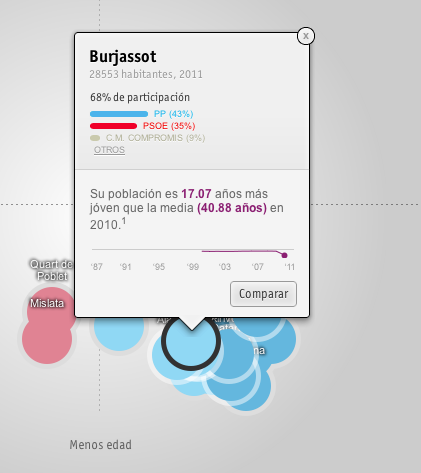 x
Burjassot
28553 habitantes, 2011
68% de participación
PP (43%)
PSOE (35%)
C.M. COMPROMIS (9%)
OTROS
Su población es 17.07 años más
jóven que la media (40.88 años) en
2010.1
'87 '91 '95 '99 '03 '07 '11
Comparar
Quart de
Poblet
Mislata
na
Menos edad